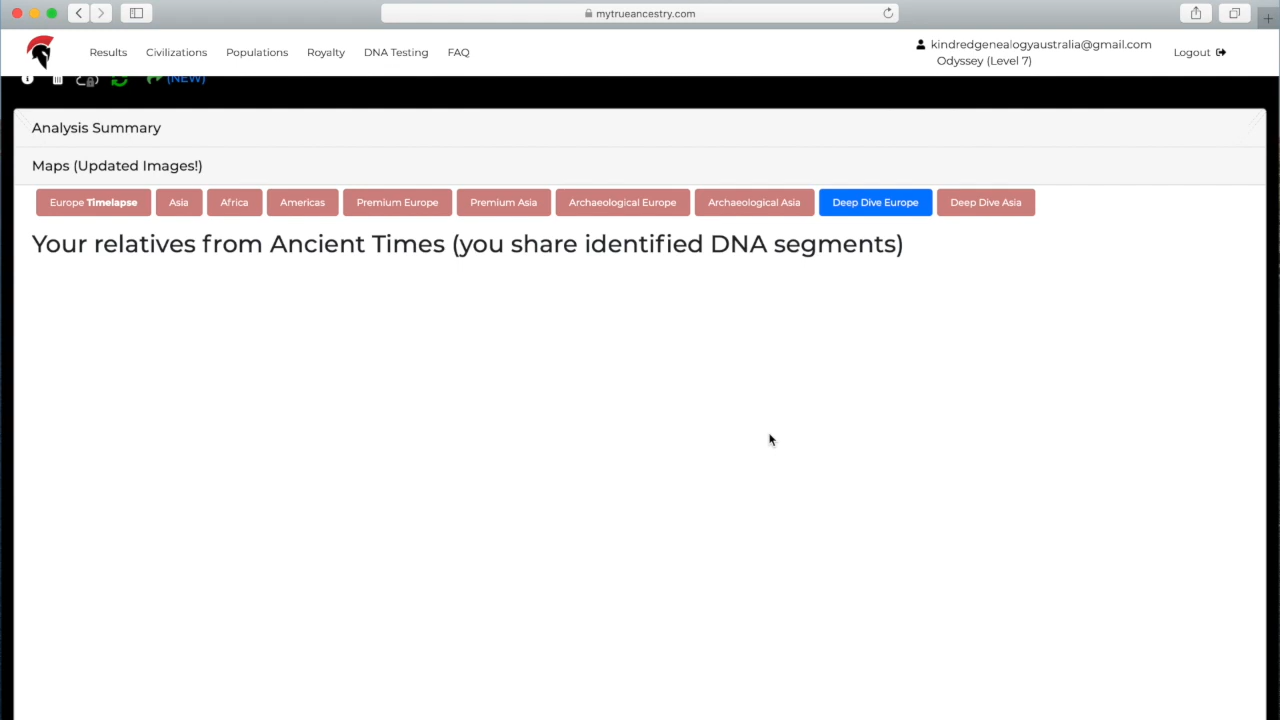 mytrueancestry.com
Results Civilizations Populations Royalty DNA Testing FAQ
kindredgenealogyaustralia@gmail.com
Odyssey (Level 7)
Logout
(NEW)
Analysis Summary
Maps (Updated Images!)
Europe Timelapse Asia Africa Americas Premium Europe Premium Asia Archaeological Europe Archaeological Asia Deep Dive Europe Deep Dive Asia
Your relatives from Ancient Times (you share identified DNA segments)